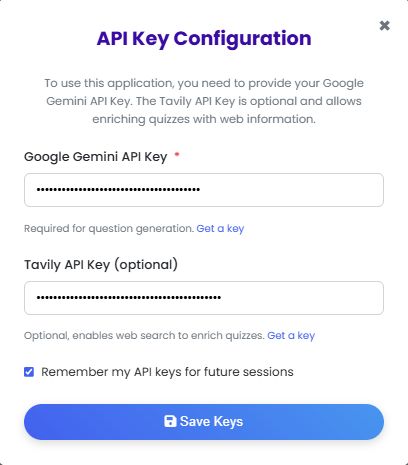 API Key Configuration
To use this application, you need to provide your Google
Gemini API Key. The Tavily API Key is optional and allows
enriching quizzes with web information.
Google Gemini API Key *
•••••••••••••••••••••••••••••••••••••••
Required for question generation. Get a key
Tavily API Key (optional)
••••••••••••••••••••••••••••••••••••••••••••
Optional, enables web search to enrich quizzes. Get a key
Remember my API keys for future sessions
Save Keys